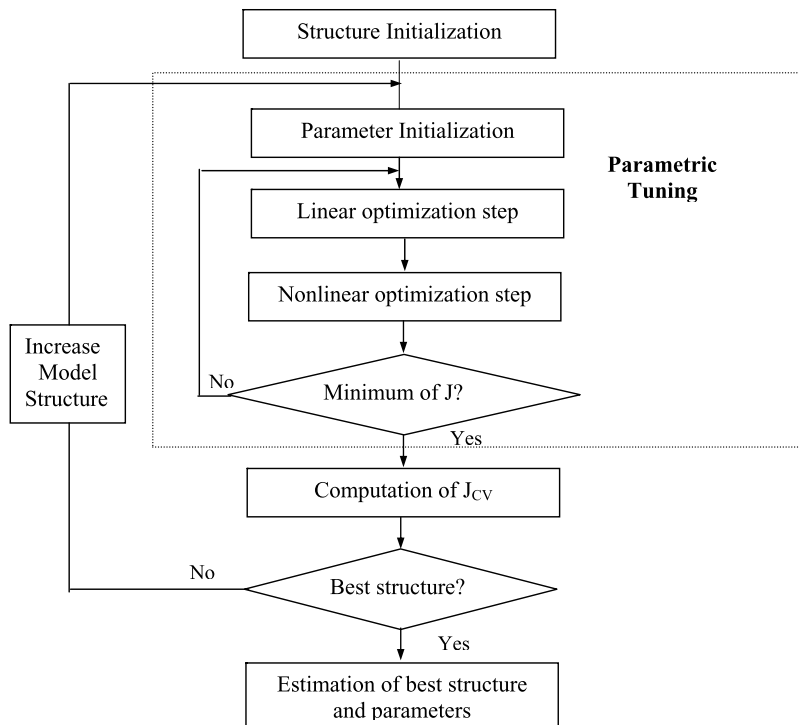 Structure Initialization
Parameter Initialization
Parametric
Tuning
Linear optimization step
Nonlinear optimization step
Increase
Model
Structure
No
Minimum of J?
Yes
Computation of JCV
No
Best structure?
Yes
Estimation of best structure
and parameters